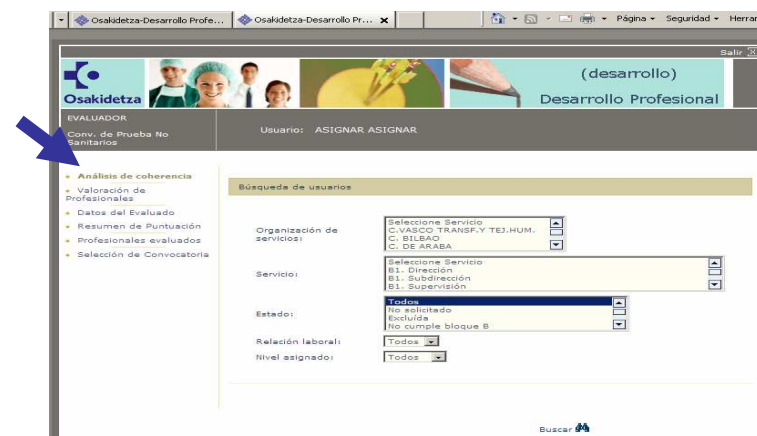 Osakidetza-Desarrollo Profe... Osakidetza-Desarrollo Pr... Página Seguridad Herrar
Salir
Osakidetza
(desarrollo)
Desarrollo Profesional
EVALUADOR
Conv. de Prueba No
Sanitarios
Usuario: ASIGNAR ASIGNAR
Análisis de coherencia
Valoración de
Profesionales
Datos del Evaluado
Resumen de Puntuación
Profesionales evaluados
Selección de Convocatoria
Búsqueda de usuarios
Organización de
servicios:
Seleccione Servicio
C.VASCO TRANSF.Y TEJ.HUM.
C. BILBAO
C. DE ARABA
Servicio:
Seleccione Servicio
B1. Dirección
B1. Subdirección
B1. Supervisión
Estado:
Todos
No solicitado
Excluída
No cumple bloque B
Relación laboral: Todos
Nivel asignado: Todos
Buscar